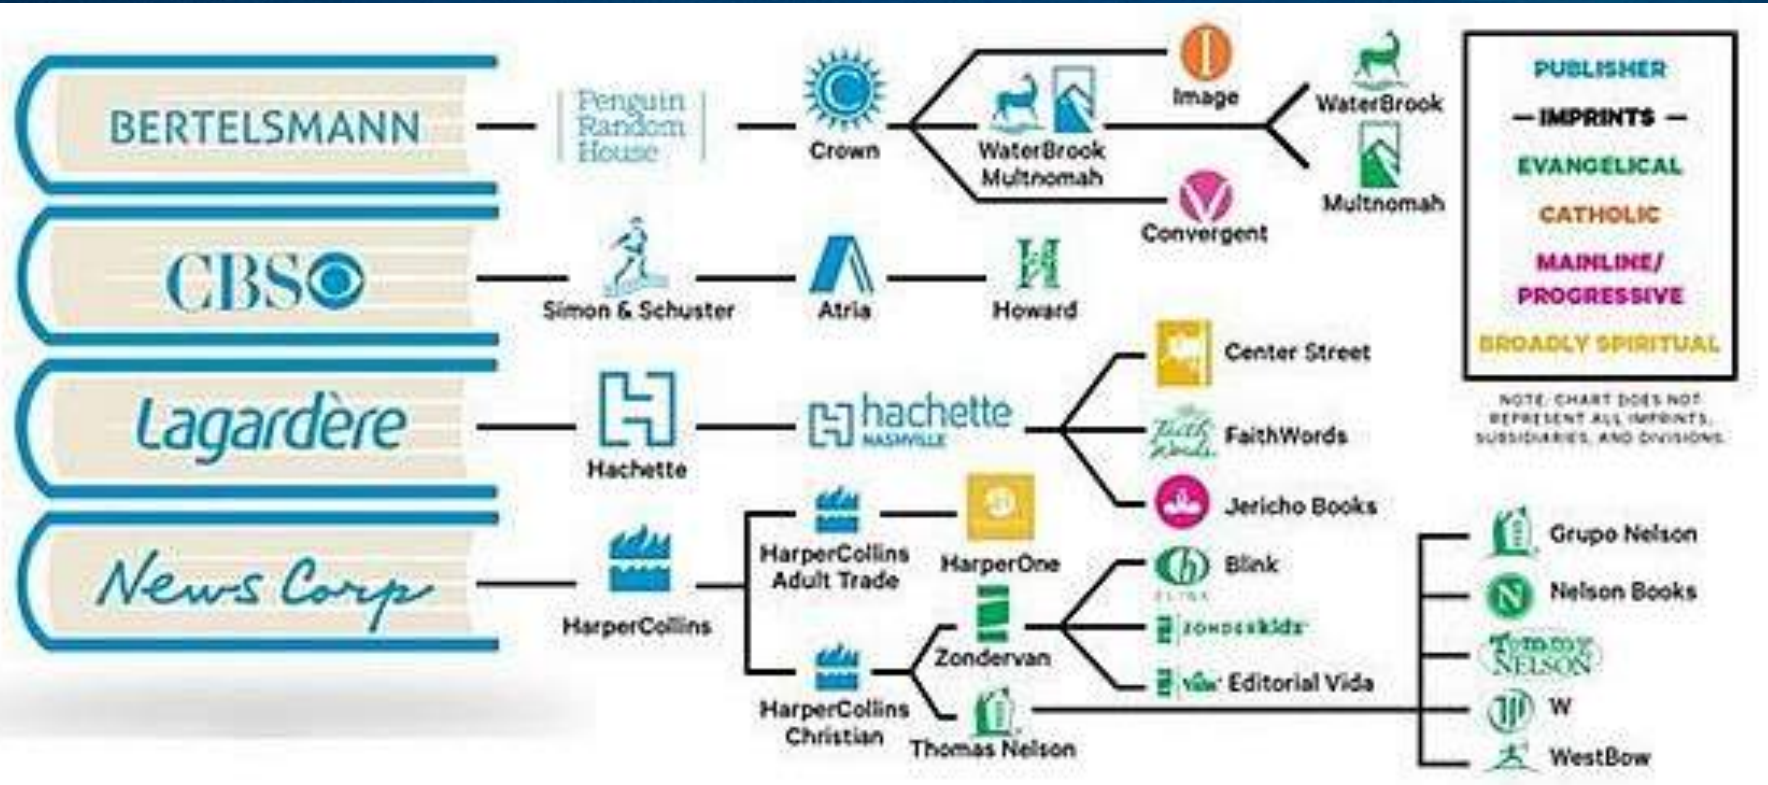 BERTELSMANN
Penguin
Random
House
Crown
Image
WaterBrook
Multnomah
Convergent
WaterBrook
Multnomah
CBS
Simon & Schuster
Atria
Howard
Lagardère
Hachette
hachette
NASHVILLE
Center Street
Faith
Words
FaithWords
Jericho Books
News Corp
HarperCollins
HarperCollins
Adult Trade
HarperOne
HarperCollins
Christian
Zondervan
Thomas Nelson
BLINK
Blink
ZONDERkidz
Vida
Editorial Vida
Grupo Nelson
N
Nelson Books
Tommy
NELSON
W
WestBow
PUBLISHER
— IMPRINTS —
EVANGELICAL
CATHOLIC
MAINLINE/
PROGRESSIVE
BROADLY SPIRITUAL
NOTE: CHART DOES NOT
REPRESENT ALL IMPRINTS,
SUBSIDIARIES, AND DIVISIONS.